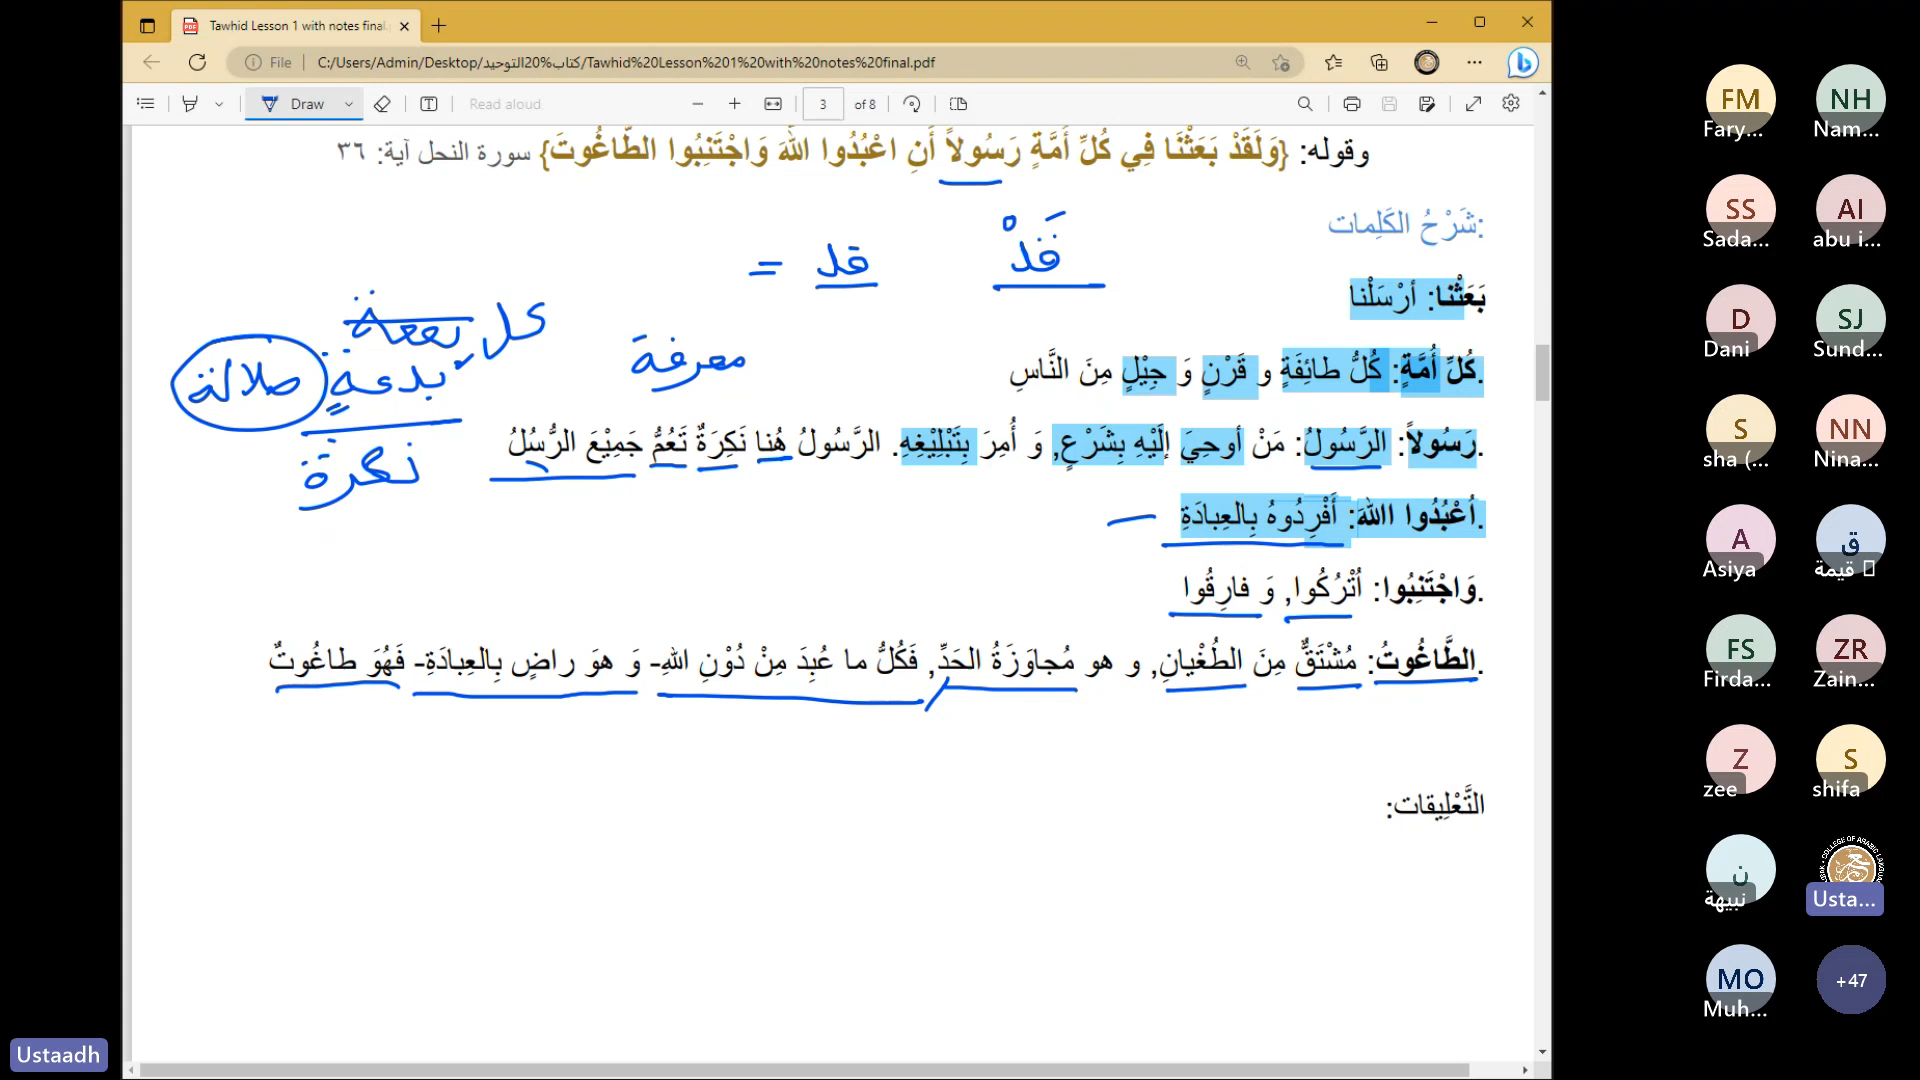 Tawhid Lesson 1 with notes final.
File
C:/Users/Admin/Desktop/كتاب%20التوحيد/Tawhid%20Lesson%201%20with%20notes%20final.pdf
Draw
Read aloud
3 of 8
وقوله: {وَلَقَدْ بَعَثْنَا فِي كُلِّ أُمَّةٍ رَسُولاً أَنِ اعْبُدُوا اللهَ وَاجْتَنِبُوا الطَّاغُوتَ} سورة النحل آية: ٣٦
شَرْحُ الكَلِمات:
قَدْ قد =
بَعَثْنا: أرْسَلْنا
كل بقعة
معرفة
بدعةٍ ضلالة
.كُلِّ أُمَّةٍ: كُلُّ طائِفَةٍ و قَرْنٍ وَ جِيْلٍ مِنَ النَّاسِ
.رَسُولاً: الرَّسُولُ: مَنْ أوحِيَ إلَيْهِ بِشَرْعٍ, وَ أُمِرَ بِتَبْلِيْغِهِ. الرَّسُولُ هُنا نَكِرَةٌ تَعُمُّ جَمِيْعَ الرُّسُلُ
نكرة
.اُعْبُدُوا االلهَ: أَفْرِدُوهُ بِالعِبادَةِ
.وَاجْتَنِبُوا: اُتْرُكُوا, وَ فارِقُوا
.الطَّاغُوتُ: مُشْتَقٌّ مِنَ الطُغْيانِ, و هو مُجاوَزَةُ الحَدِّ, فَكُلُّ ما عُبِدَ مِنْ دُوْنِ اللهِ- وَ هوَ راضٍ بِالعِبادَةِ- فَهُوَ طاغُوتٌ
التَّعْلِيقات:
FM
Fary...
NH
Nam...
SS
Sada...
AI
abu i...
D
Dani
SJ
Sund...
S
sha (...
NN
Nina...
A
Asiya
ق
قيمة
FS
Firda...
ZR
Zain...
Z
zee
S
shifa
ن
نبيهة
Usta...
MO
Muh...
+47
Ustaadh